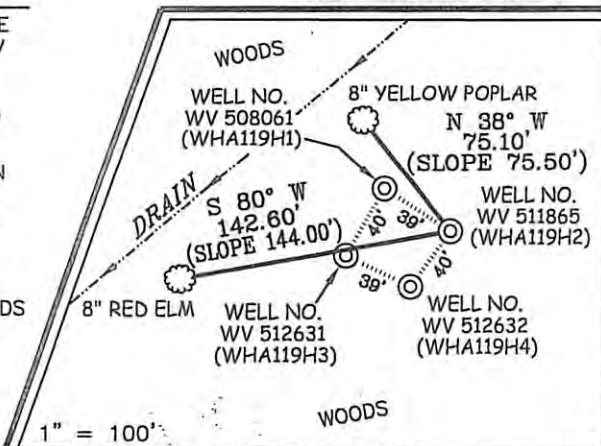 WOODS
WELL NO.
WV 508061
(WHA119H1)
8" YELLOW POPLAR
N 38° W
75.10'
(SLOPE 75.50')
DRAIN
S 80° W
142.60'
(SLOPE 144.00')
40'
39'
WELL NO.
WV 511865
(WHA119H2)
40'
39'
8" RED ELM
WELL NO.
WV 512631
(WHA119H3)
WELL NO.
WV 512632
(WHA119H4)
DS
WOODS
1" = 100'